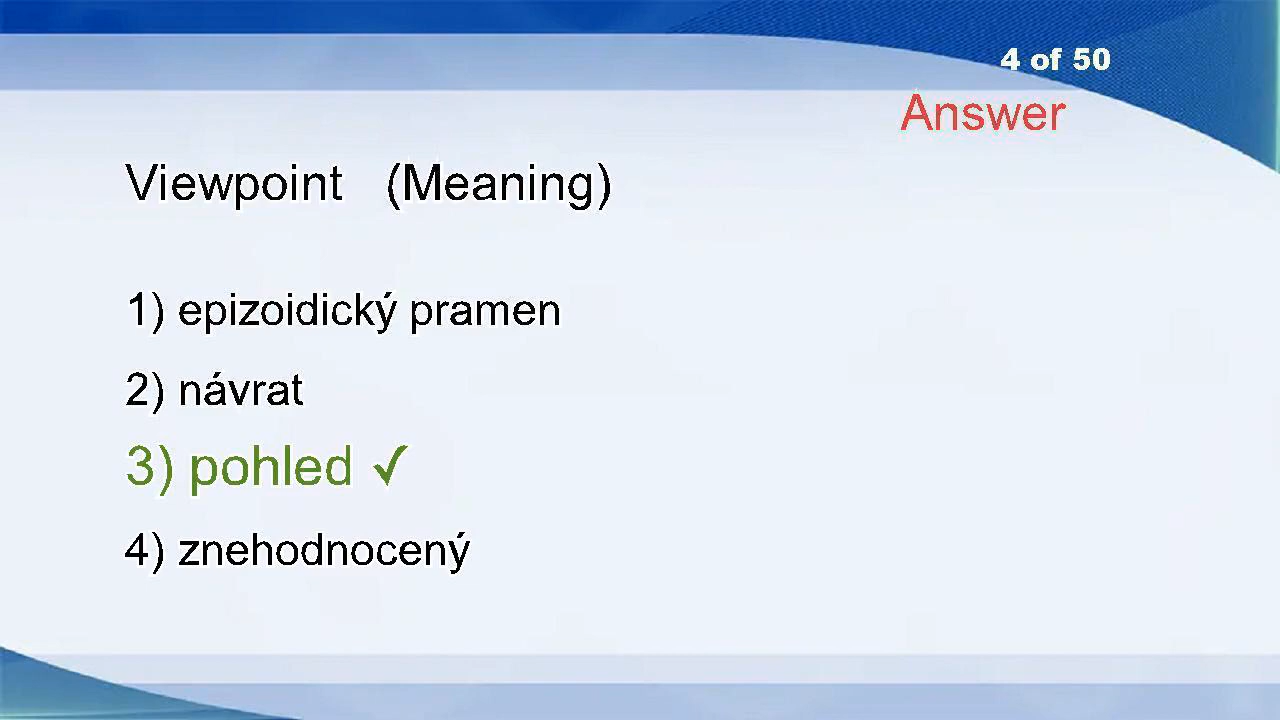 4 of 50
Answer
Viewpoint (Meaning)
1) epizoidický pramen
2) návrat
3) pohled ✓
4) znehodnocený